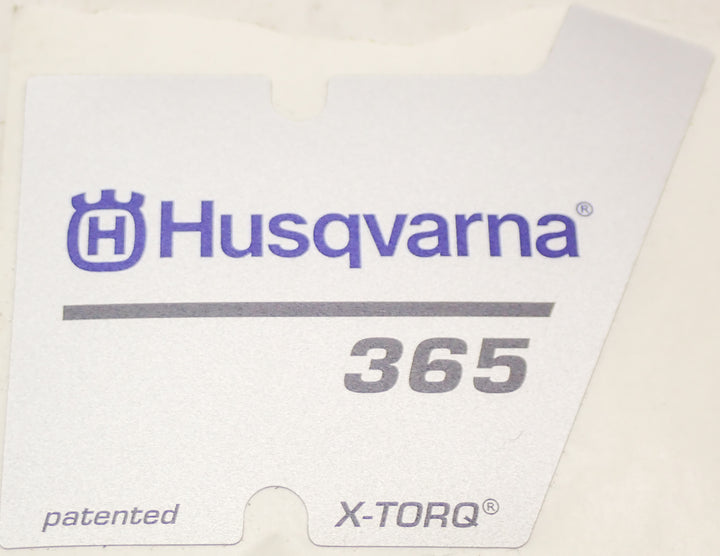 H Husqvarna®
365
patented X-TORQ®